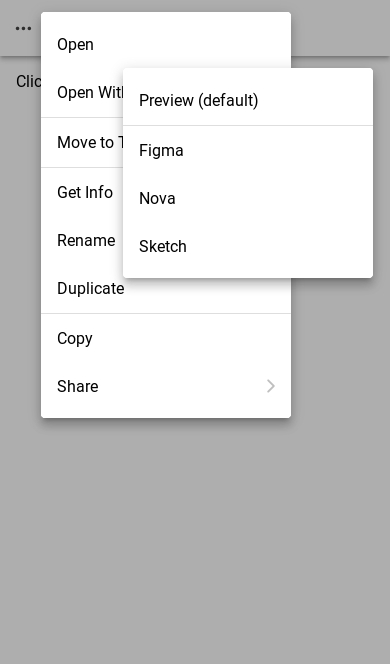 Clic
Open
Open With
Move to T
Get Info
Rename
Duplicate
Copy
Share
Preview (default)
Figma
Nova
Sketch